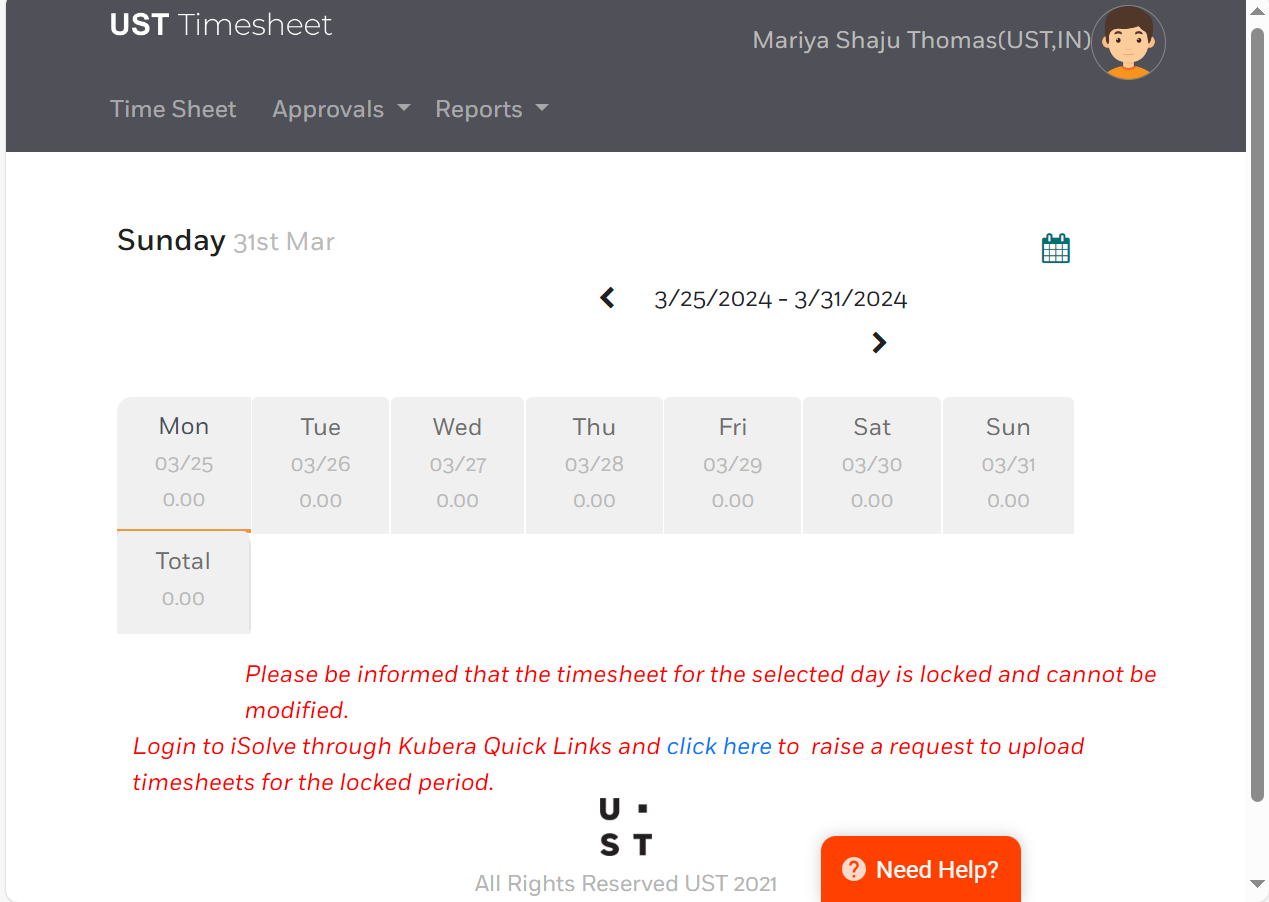 UST Timesheet
Mariya Shaju Thomas(UST,IN)
Time Sheet Approvals Reports
Sunday 31st Mar
3/25/2024 - 3/31/2024
Mon Tue Wed Thu Fri Sat Sun
03/25 03/26 03/27 03/28 03/29 03/30 03/31
0.00 0.00 0.00 0.00 0.00 0.00 0.00
Total
0.00
Please be informed that the timesheet for the selected day is locked and cannot be
modified.
Login to iSolve through Kubera Quick Links and click here to raise a request to upload
timesheets for the locked period.
U
S T
All Rights Reserved UST 2021
? Need Help?